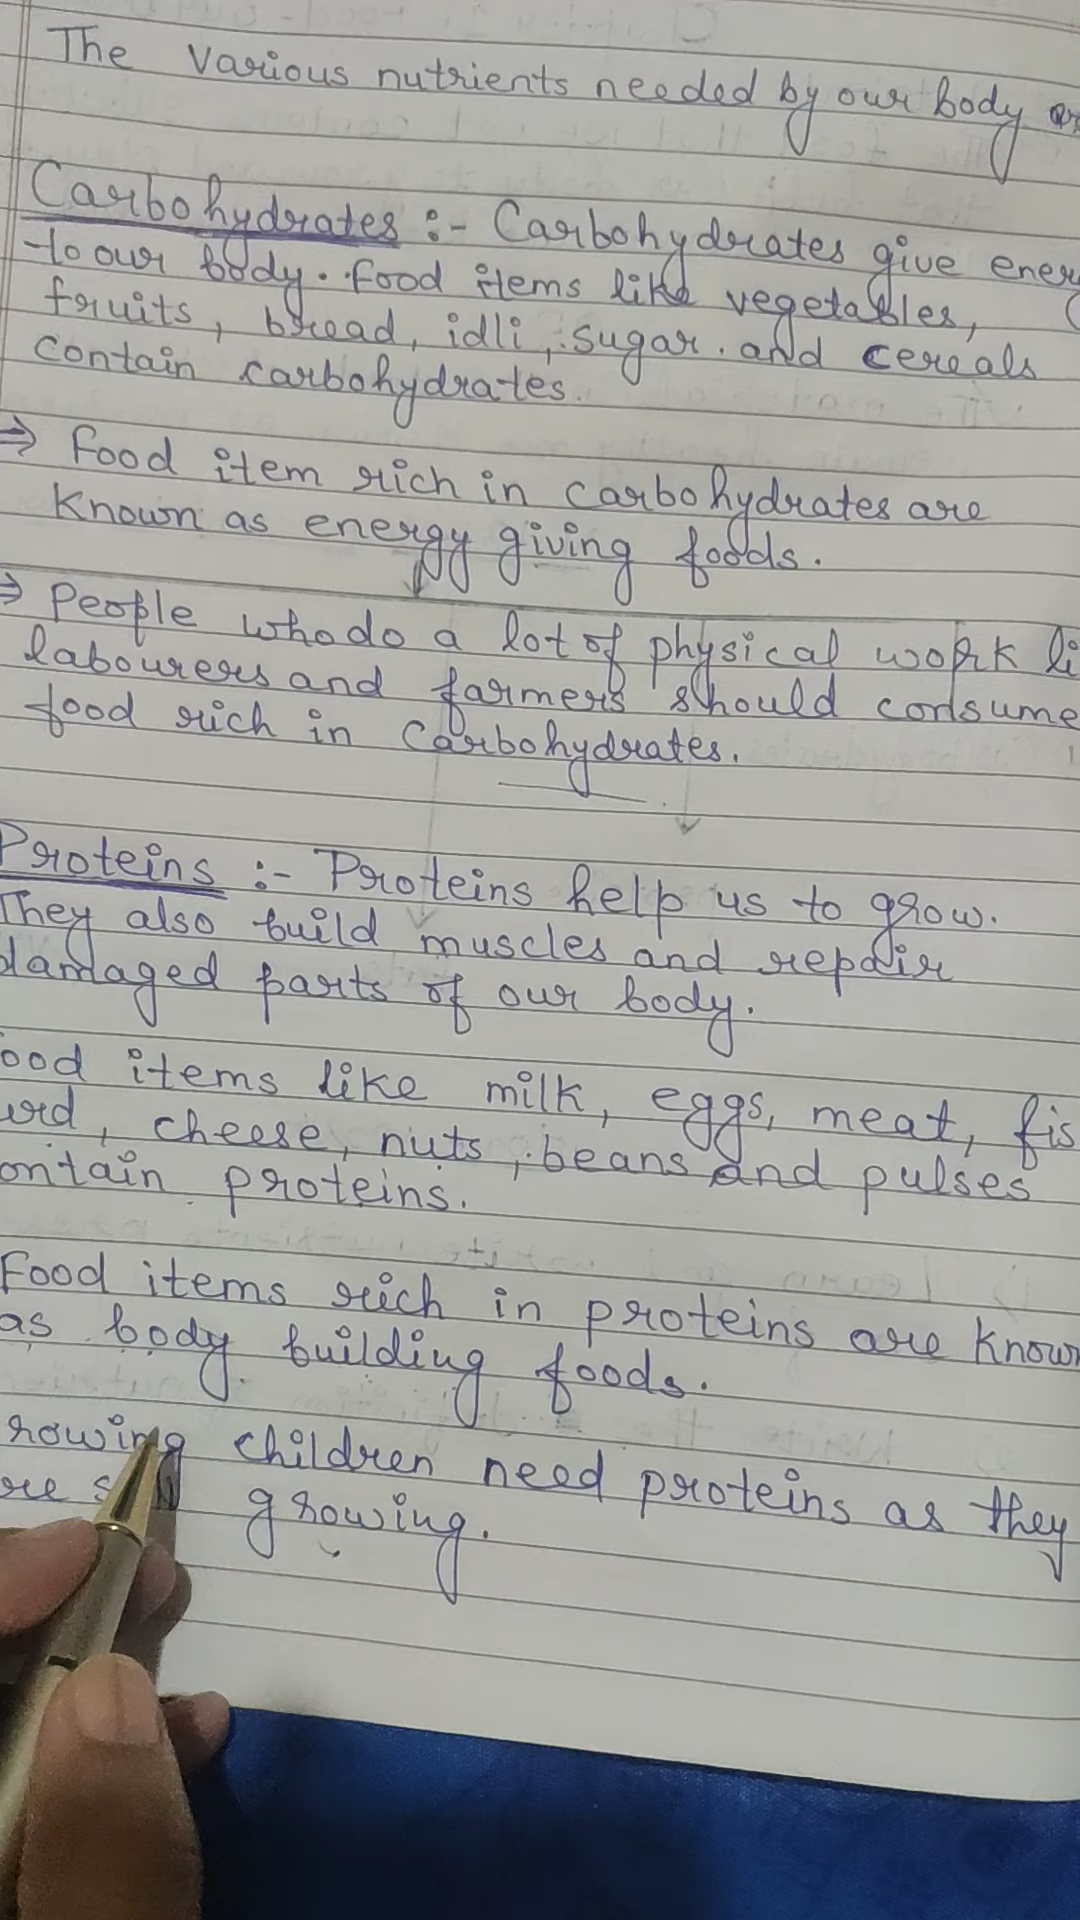 The various nutrients needed by our body
Carbohydrates :- Carbohydrates give ener
to our body. Food items like vegetables,
fruits, bread, idli, sugar. and cereals
contain carbohydrates.
⇒ Food item rich in carbohydrates are
Known as energy giving foods.
⇒ People who do a lot of physical work li
labourers and farmers should consume
food rich in Carbohydrates.
Proteins :- Proteins help us to grow.
They also build muscles and repair
damaged parts of our body.
ood items like milk, eggs, meat, fis
urd, cheese, nuts, beans and pulses
ontain proteins.
Food items rich in proteins are known
as body building foods.
rowing children need proteins as they
re growing.